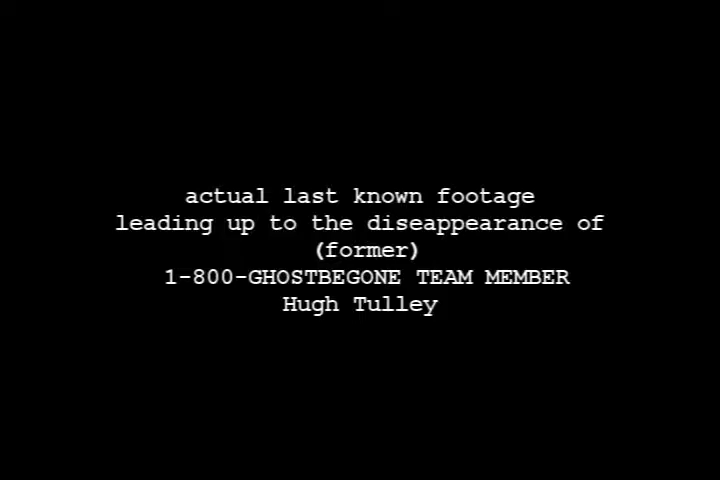 actual last known footage
leading up to the diseappearance of
(former)
1-800-GHOSTBEGONE TEAM MEMBER
Hugh Tulley